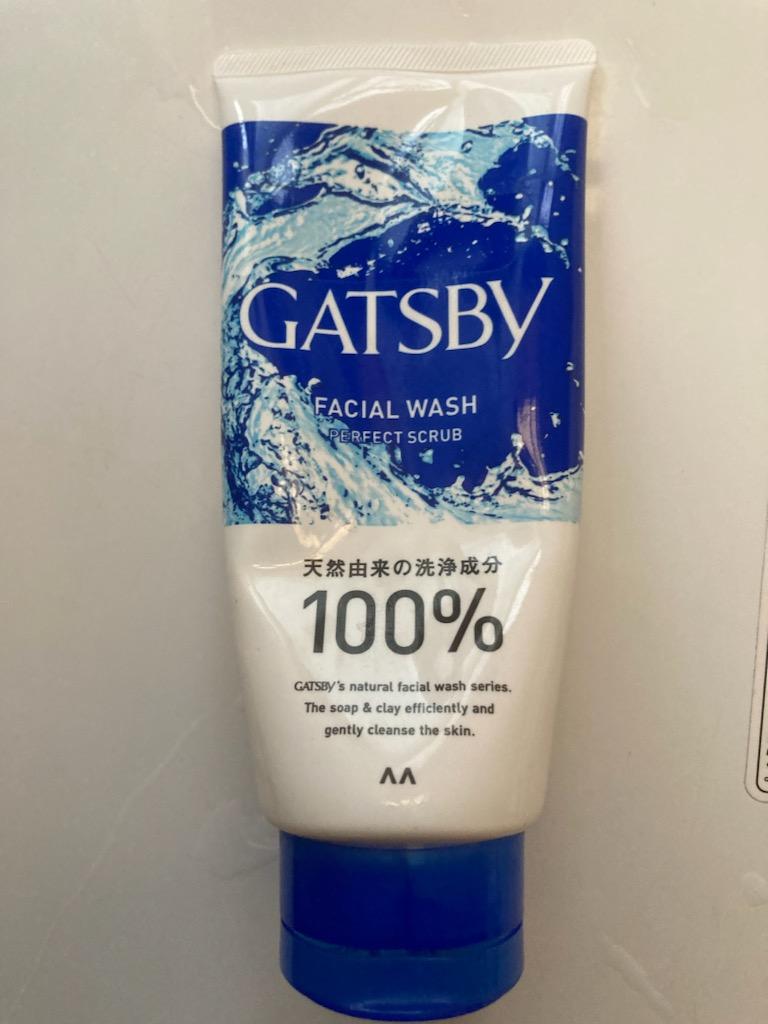 GATSBY
FACIAL WASH
PERFECT SCRUB
天然由来の洗浄成分
100%
GATSBY's natural facial wash series.
The soap & clay efficiently and
gently cleanse the skin.